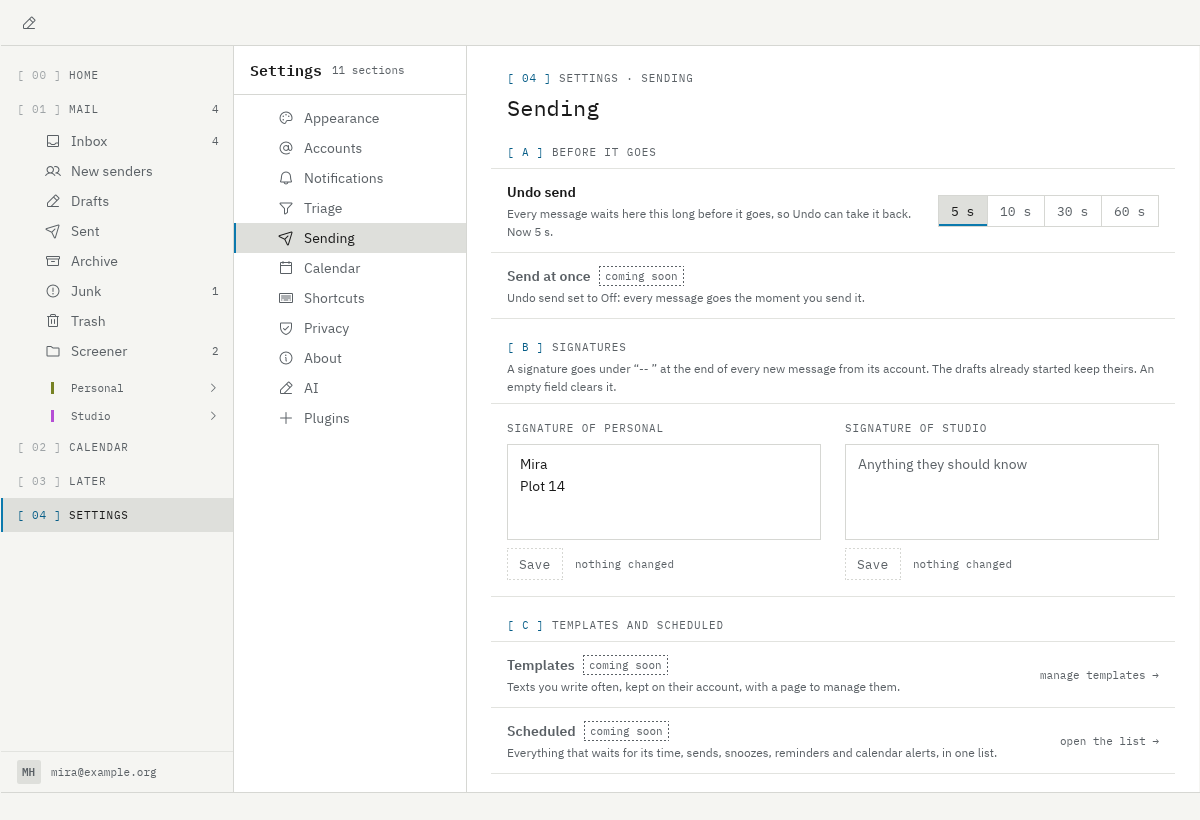 [ 00 ] HOME
[ 01 ] MAIL 4
Inbox 4
New senders
Drafts
Sent
Archive
Junk 1
Trash
Screener 2
Personal
Studio
[ 02 ] CALENDAR
[ 03 ] LATER
[ 04 ] SETTINGS
MH mira@example.org
Settings 11 sections
Appearance
Accounts
Notifications
Triage
Sending
Calendar
Shortcuts
Privacy
About
AI
Plugins
[ 04 ] SETTINGS · SENDING
Sending
[ A ] BEFORE IT GOES
Undo send
Every message waits here this long before it goes, so Undo can take it back.
Now 5 s.
5 s 10 s 30 s 60 s
Send at once coming soon
Undo send set to Off: every message goes the moment you send it.
[ B ] SIGNATURES
A signature goes under “-- ” at the end of every new message from its account. The drafts already started keep theirs. An
empty field clears it.
SIGNATURE OF PERSONAL
Mira
Plot 14
Save nothing changed
SIGNATURE OF STUDIO
Anything they should know
Save nothing changed
[ C ] TEMPLATES AND SCHEDULED
Templates coming soon
Texts you write often, kept on their account, with a page to manage them.
manage templates →
Scheduled coming soon
Everything that waits for its time, sends, snoozes, reminders and calendar alerts, in one list.
open the list →